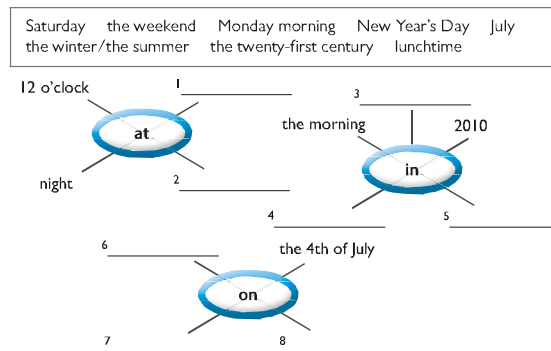 Saturday the weekend Monday morning New Year's Day July
the winter/the summer the twenty-first century lunchtime
12 o'clock
1
3
at
the morning
2010
night
2
in
4
5
6
the 4th of July
on
7
8